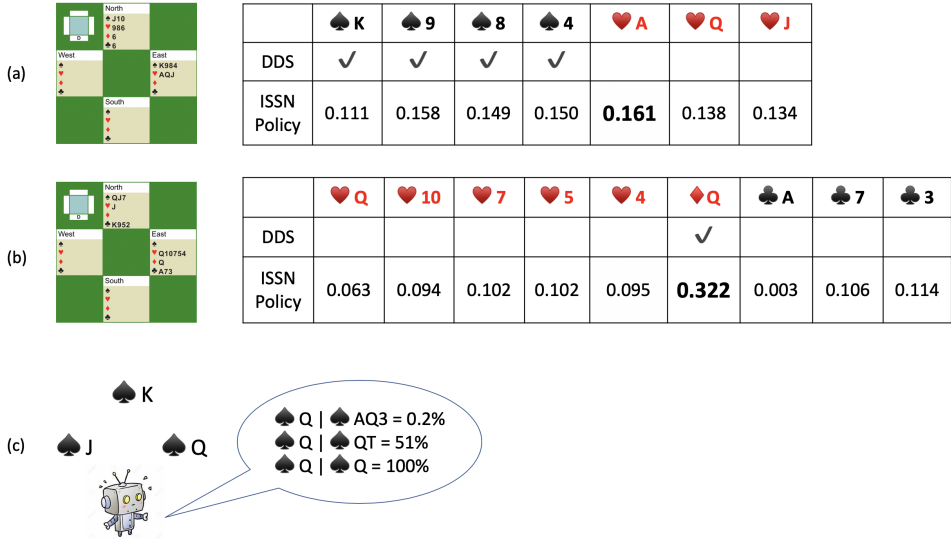 (a)
North
♠ J10
♥ 986
♦ 6
♣ 6
D
West
♠
♥
♦
♣
East
♠ K984
♥ AQJ
♦
♣
South
♠
♥
♦
♣
♠ K ♠ 9 ♠ 8 ♠ 4 ♥ A ♥ Q ♥ J
DDS ✓ ✓ ✓ ✓
ISSN Policy 0.111 0.158 0.149 0.150 0.161 0.138 0.134
(b)
North
♠ QJ7
♥ J
♦
♣ K952
D
West
♠
♥
♦
♣
East
♠
♥ Q10754
♦ Q
♣ A73
South
♠
♥
♦
♣
♥ Q ♥ 10 ♥ 7 ♥ 5 ♥ 4 ♦ Q ♣ A ♣ 7 ♣ 3
DDS ✓
ISSN Policy 0.063 0.094 0.102 0.102 0.095 0.322 0.003 0.106 0.114
(c)
♠ K
♠ J ♠ Q
♠ Q | ♠ AQ3 = 0.2%
♠ Q | ♠ QT = 51%
♠ Q | ♠ Q = 100%